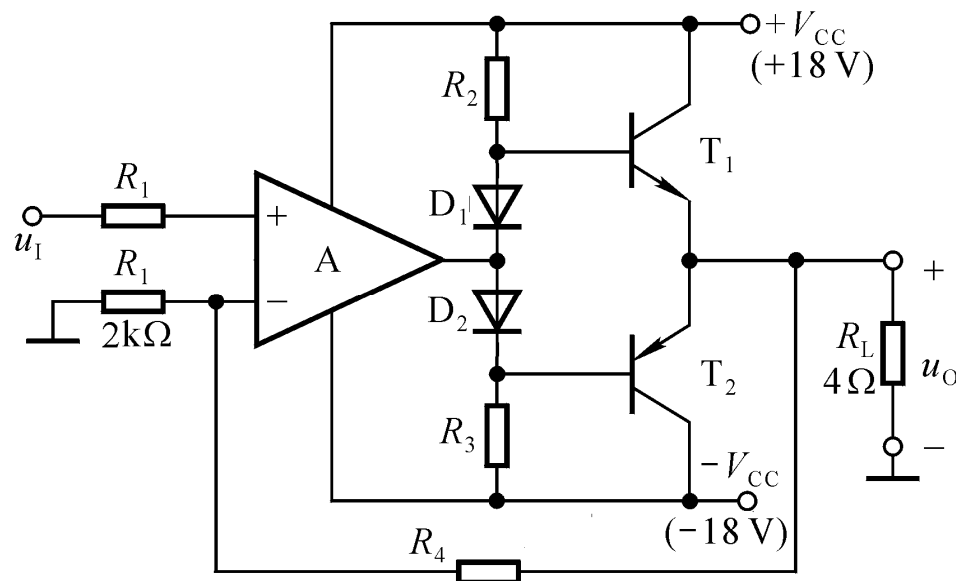 +V_CC
(+18 V)
R_2
T_1
R_1
D_1
+
u_I
A
R_1
−
+
2kΩ
D_2
R_L
4Ω
u_O
T_2
R_3
−V_CC
−
(−18 V)
R_4